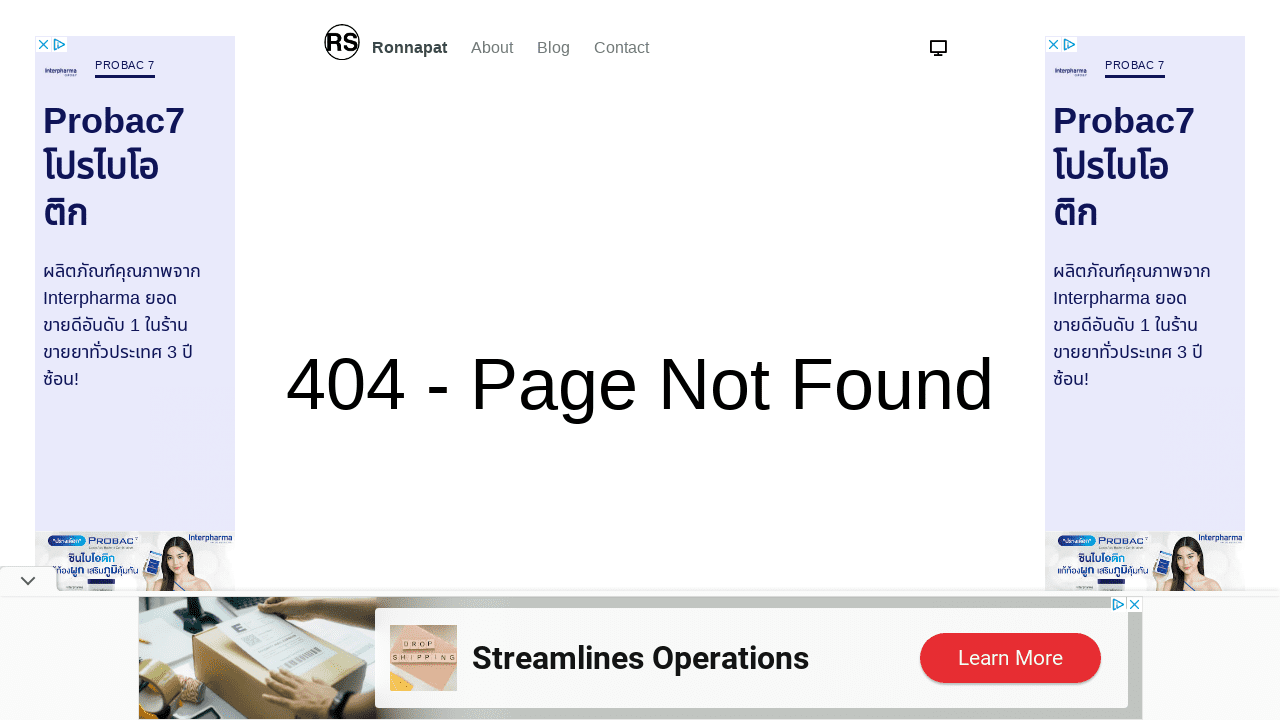 RS Ronnapat About Blog Contact
PROBAC 7
Probac7
โปรไบโอ
ติก
ผลิตภัณฑ์คุณภาพจาก
Interpharma ยอด
ขายดีอันดับ 1 ในร้าน
ขายยาทั่วประเทศ 3 ปี
ซ้อน!
PROBAC 7
Interpharma
ซินไบโอติก
แก้ท้องผูก เสริมภูมิคุ้มกัน
404 - Page Not Found
PROBAC 7
Probac7
โปรไบโอ
ติก
ผลิตภัณฑ์คุณภาพจาก
Interpharma ยอด
ขายดีอันดับ 1 ในร้าน
ขายยาทั่วประเทศ 3 ปี
ซ้อน!
PROBAC 7
Interpharma
ซินไบโอติก
แก้ท้องผูก เสริมภูมิคุ้มกัน
DROP
SHIPPING
Streamlines Operations
Learn More